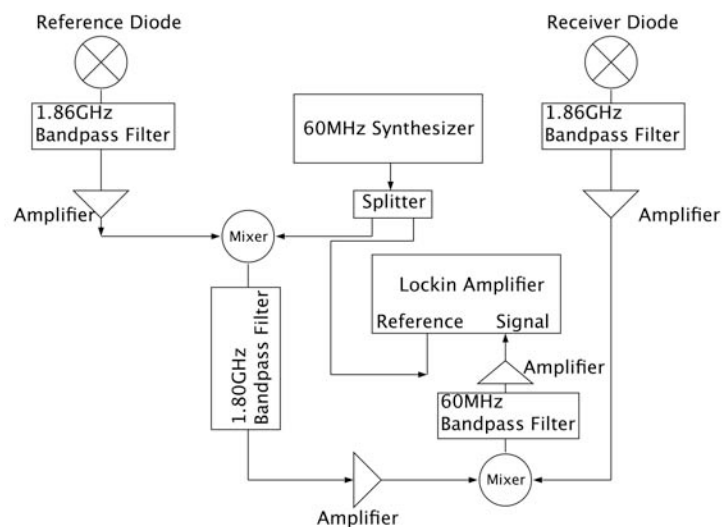 Reference Diode
Receiver Diode
1.86GHz
Bandpass Filter
60MHz Synthesizer
1.86GHz
Bandpass Filter
Splitter
Amplifier
Amplifier
Mixer
Lockin Amplifier
Reference
Signal
1.80GHz
Bandpass Filter
Amplifier
60MHz
Bandpass Filter
Mixer
Amplifier